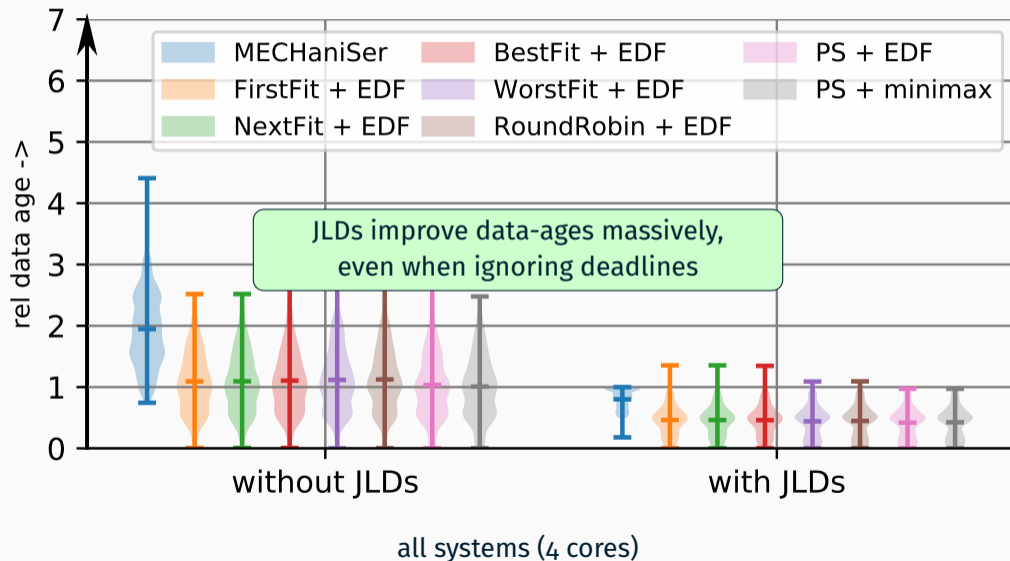 7
6
5
4
3
2
1
0
rel data age ->
MECHaniSer
FirstFit + EDF
NextFit + EDF
BestFit + EDF
WorstFit + EDF
RoundRobin + EDF
PS + EDF
PS + minimax
JLDs improve data-ages massively,
even when ignoring deadlines
without JLDs
with JLDs
all systems (4 cores)